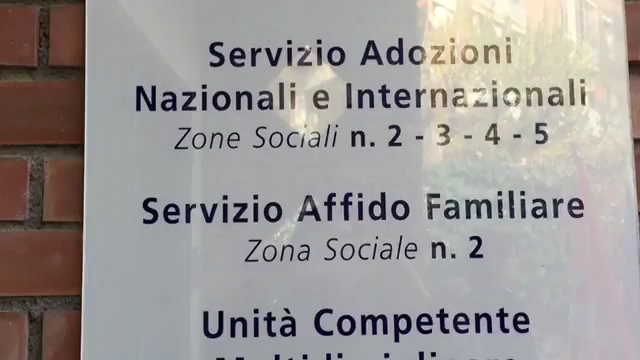 Servizio Adozioni
Nazionali e Internazionali
Zone Sociali n. 2 - 3 - 4 - 5
Servizio Affido Familiare
Zona Sociale n. 2
Unità Competente